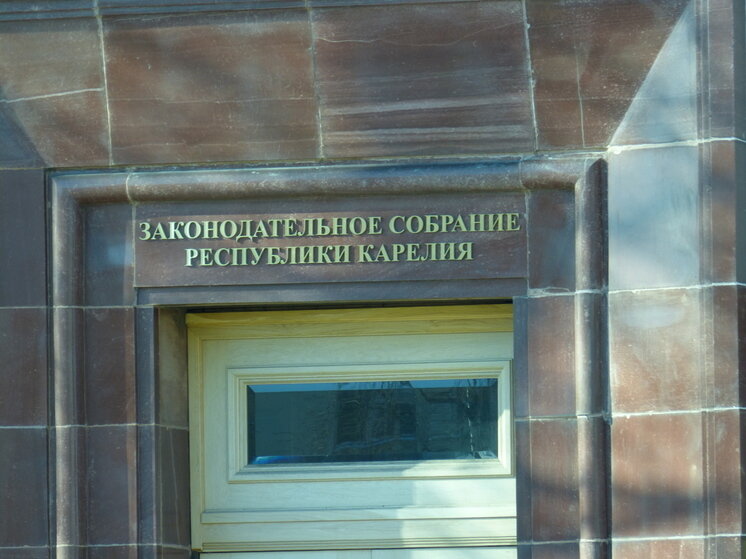 ЗАКОНОДАТЕЛЬНОЕ СОБРАНИЕ
РЕСПУБЛИКИ КАРЕЛИЯ